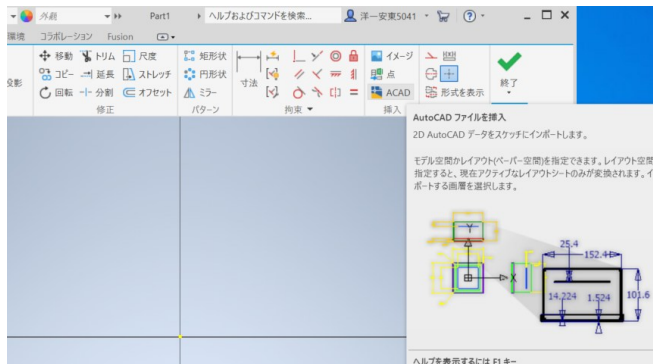 外観 Part1 ヘルプおよびコマンドを検索... 洋一安東5041
環境 コラボレーション Fusion
移動 トリム 尺度 矩形状 イメージ
コピー 延長 ストレッチ 円形状 寸法 点 終了
投影 回転 分割 オフセット ミラー ACAD 形式を表示
修正 パターン 拘束 挿入
AutoCAD ファイルを挿入
2D AutoCAD データをスケッチにインポートします。
モデル空間かレイアウト(ペーパー空間)を指定できます。レイアウト空間
指定すると、現在アクティブなレイアウトシートのみが変換されます。イ
ポートする画層を選択します。
Y
25.4
152.4
X
14.224 1.524 101.6
ヘルプを表示するには F1 キー